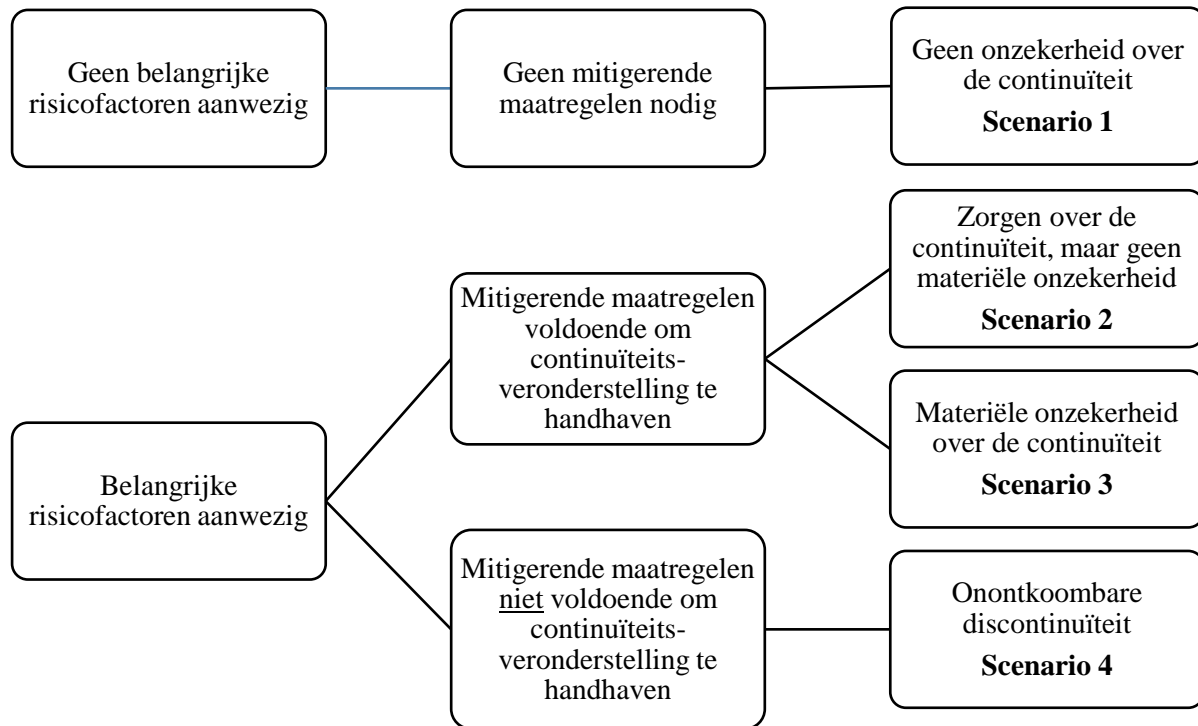 Geen belangrijke
risicofactoren aanwezig
Geen mitigerende
maatregelen nodig
Geen onzekerheid over
de continuïteit
Scenario 1
Belangrijke
risicofactoren aanwezig
Mitigerende maatregelen
voldoende om
continuïteits-
veronderstelling te
handhaven
Zorgen over de
continuïteit, maar geen
materiële onzekerheid
Scenario 2
Materiële onzekerheid
over de continuïteit
Scenario 3
Mitigerende maatregelen
niet voldoende om
continuïteits-
veronderstelling te
handhaven
Onontkoombare
discontinuïteit
Scenario 4